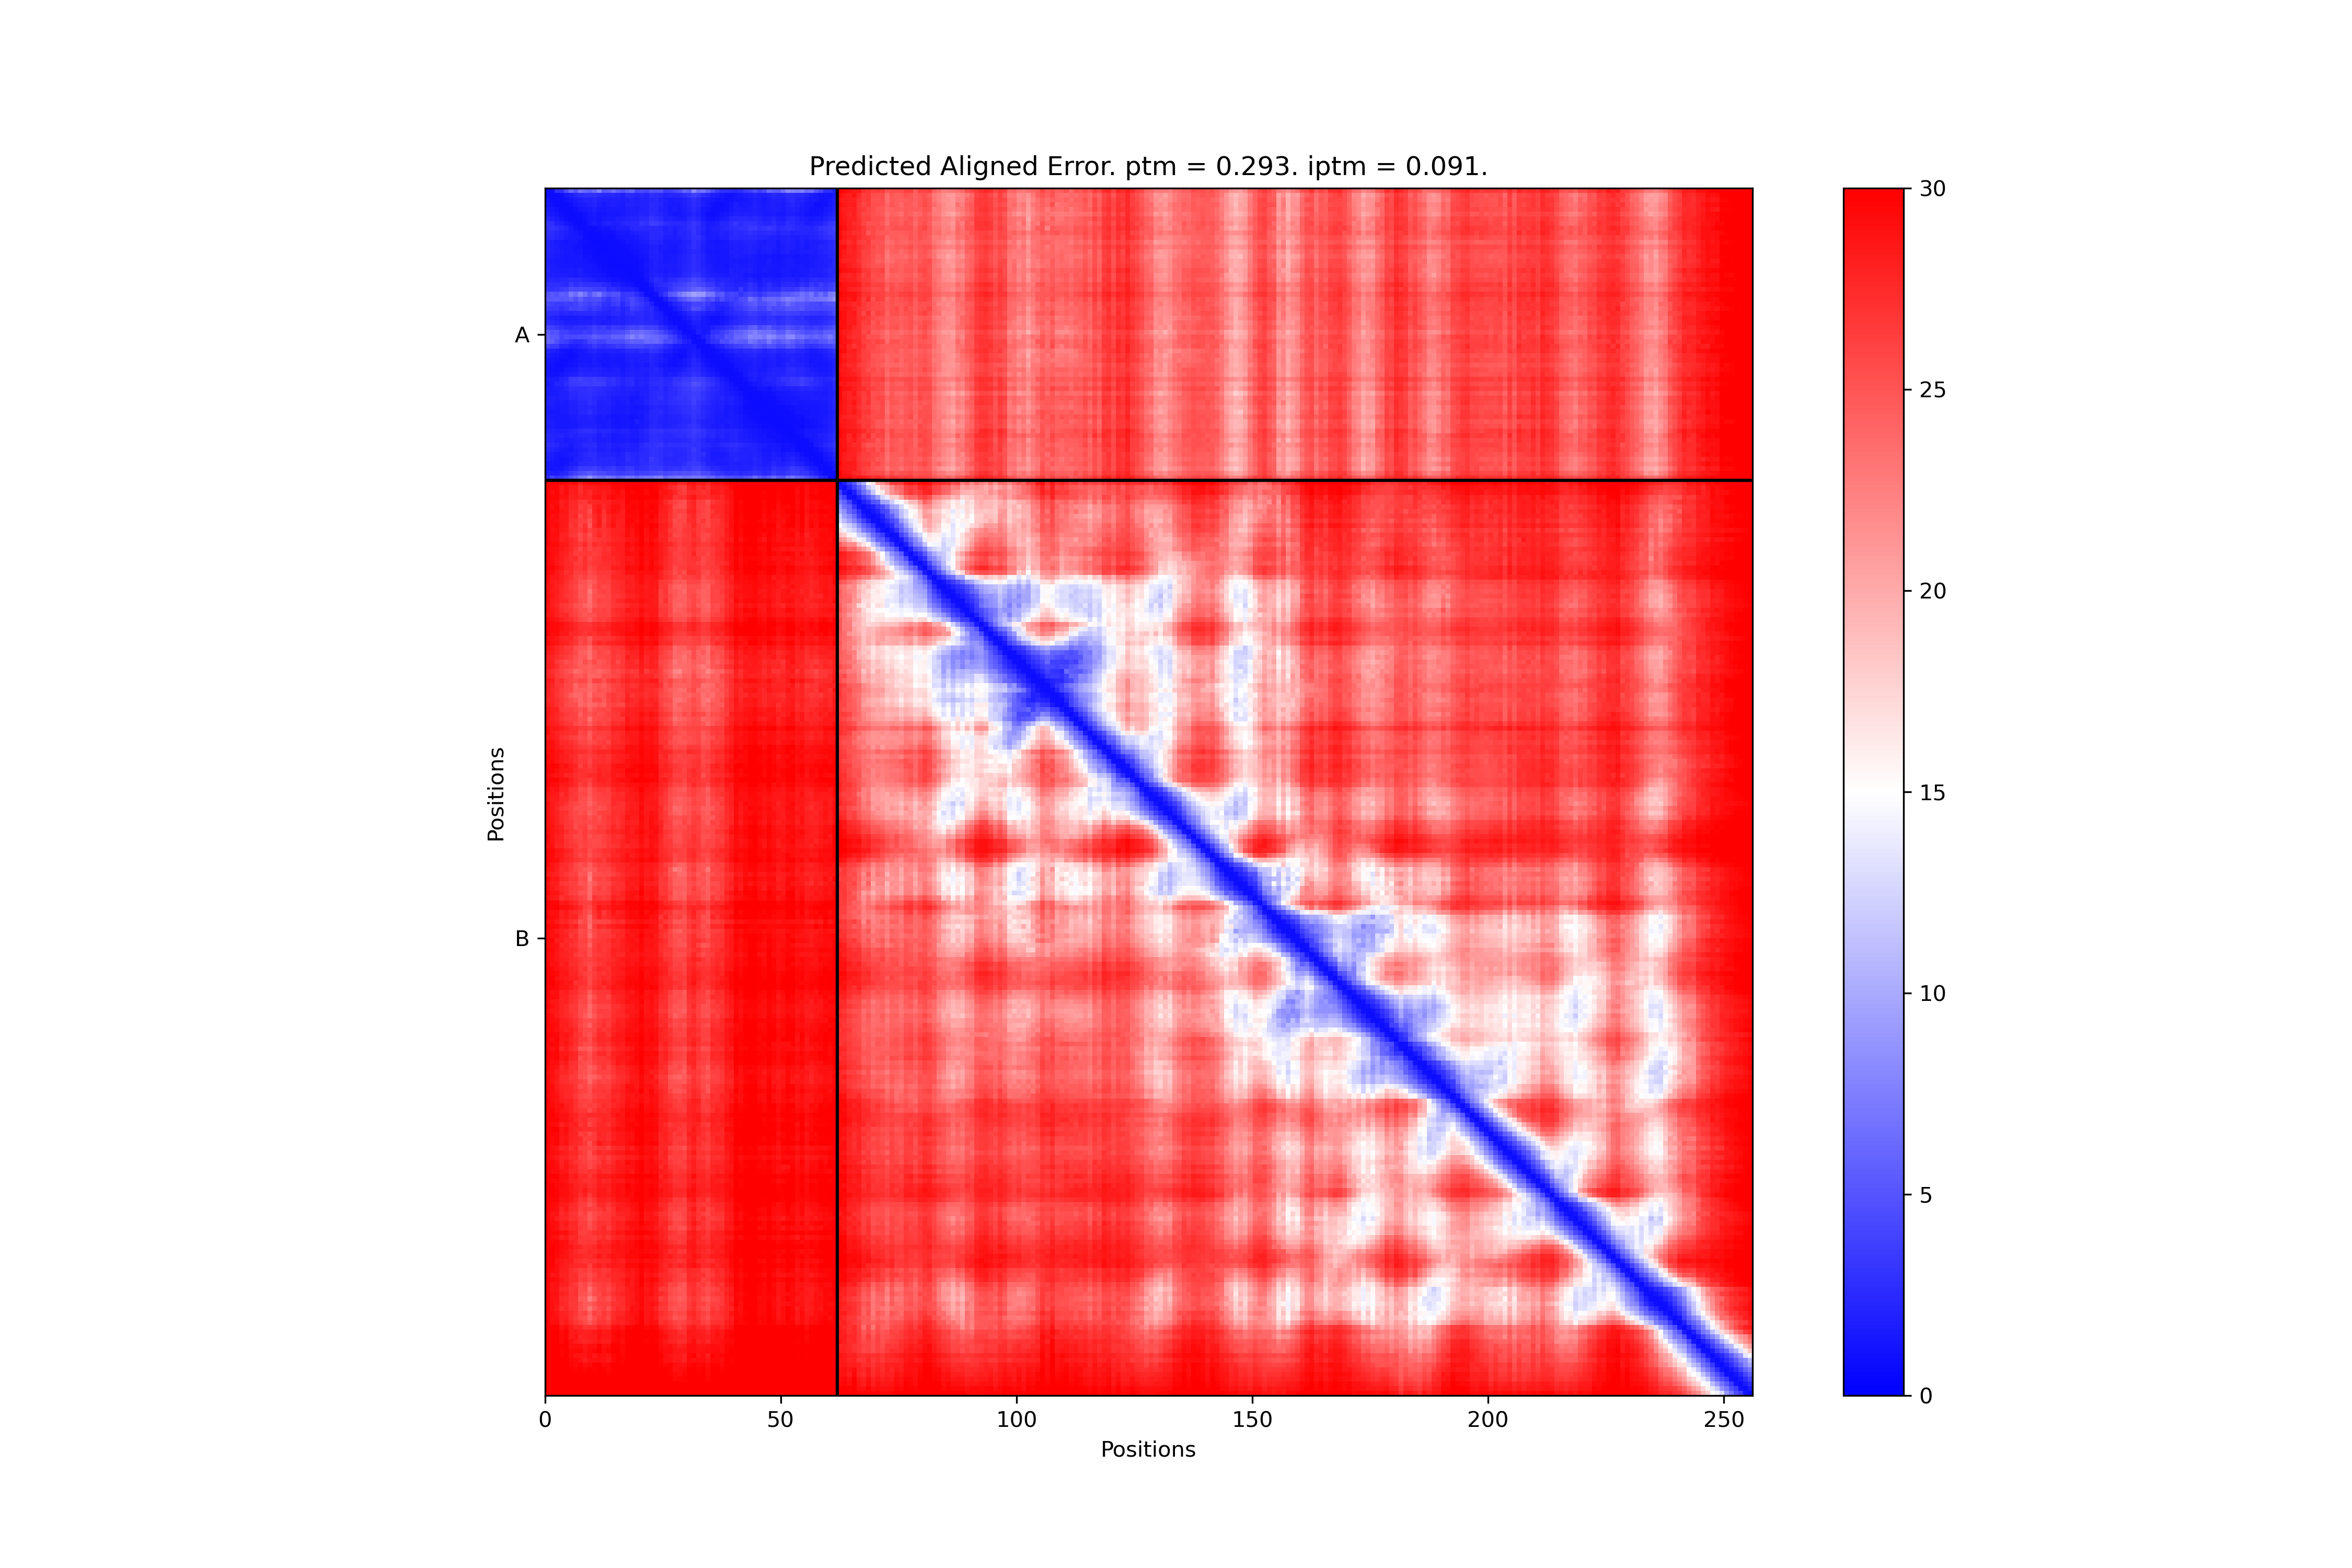 Predicted Aligned Error. ptm = 0.293. iptm = 0.091.
A
B
Positions
0
50
100
150
200
250
Positions
30
25
20
15
10
5
0